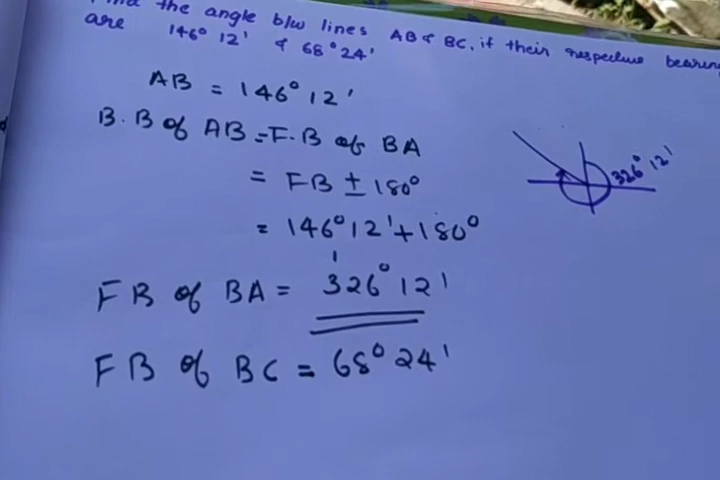 the angle b/w lines AB & BC, if their respective bearing
are 146° 12' & 68° 24'
AB = 146° 12'
B.B of AB = F.B of BA
= FB ± 180°
= 146° 12' + 180°
326° 12'
FB of BA = 326° 12'
FB of BC = 68° 24'